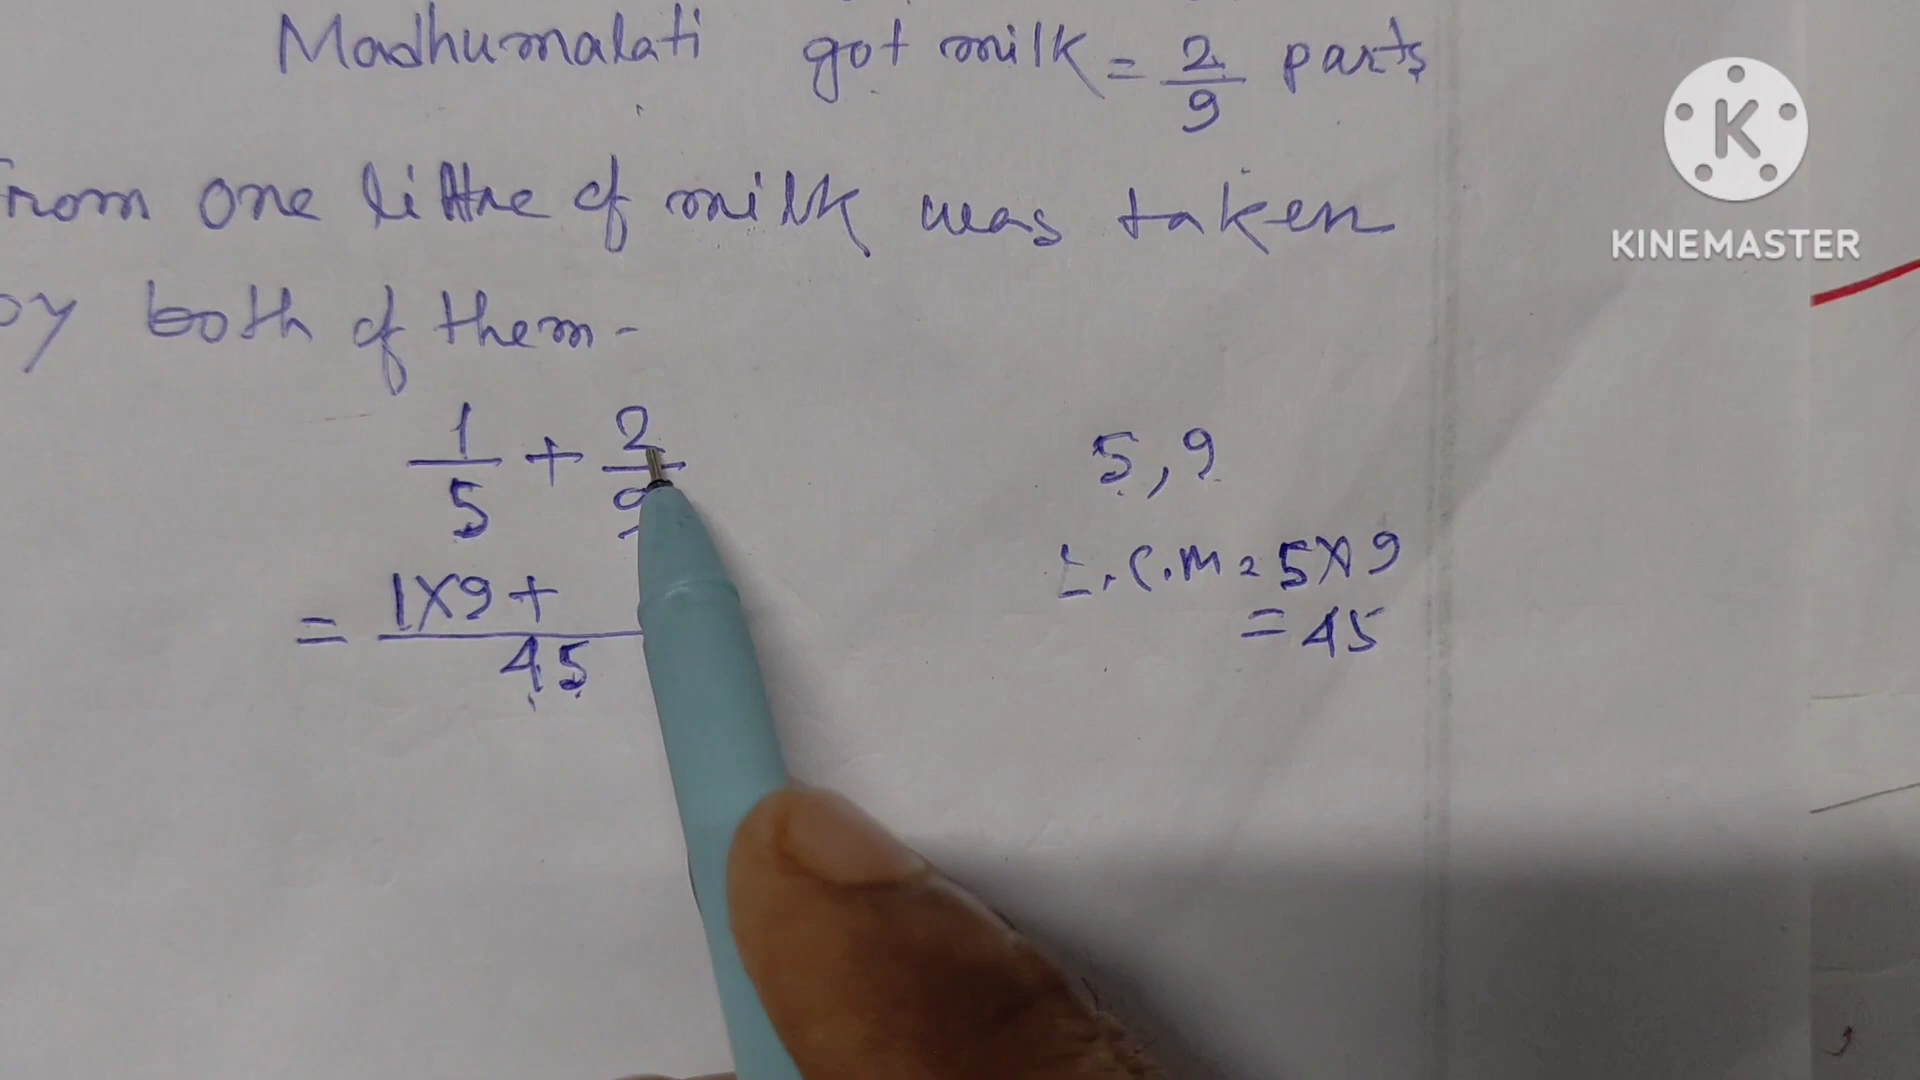 Madhumalati got milk = 2/9 parts
from one littre of milk was taken
by both of them -
1/5 + 2/9
= 1×9+ / 45
5, 9
L.C.M = 5×9
= 45
K
KINEMASTER